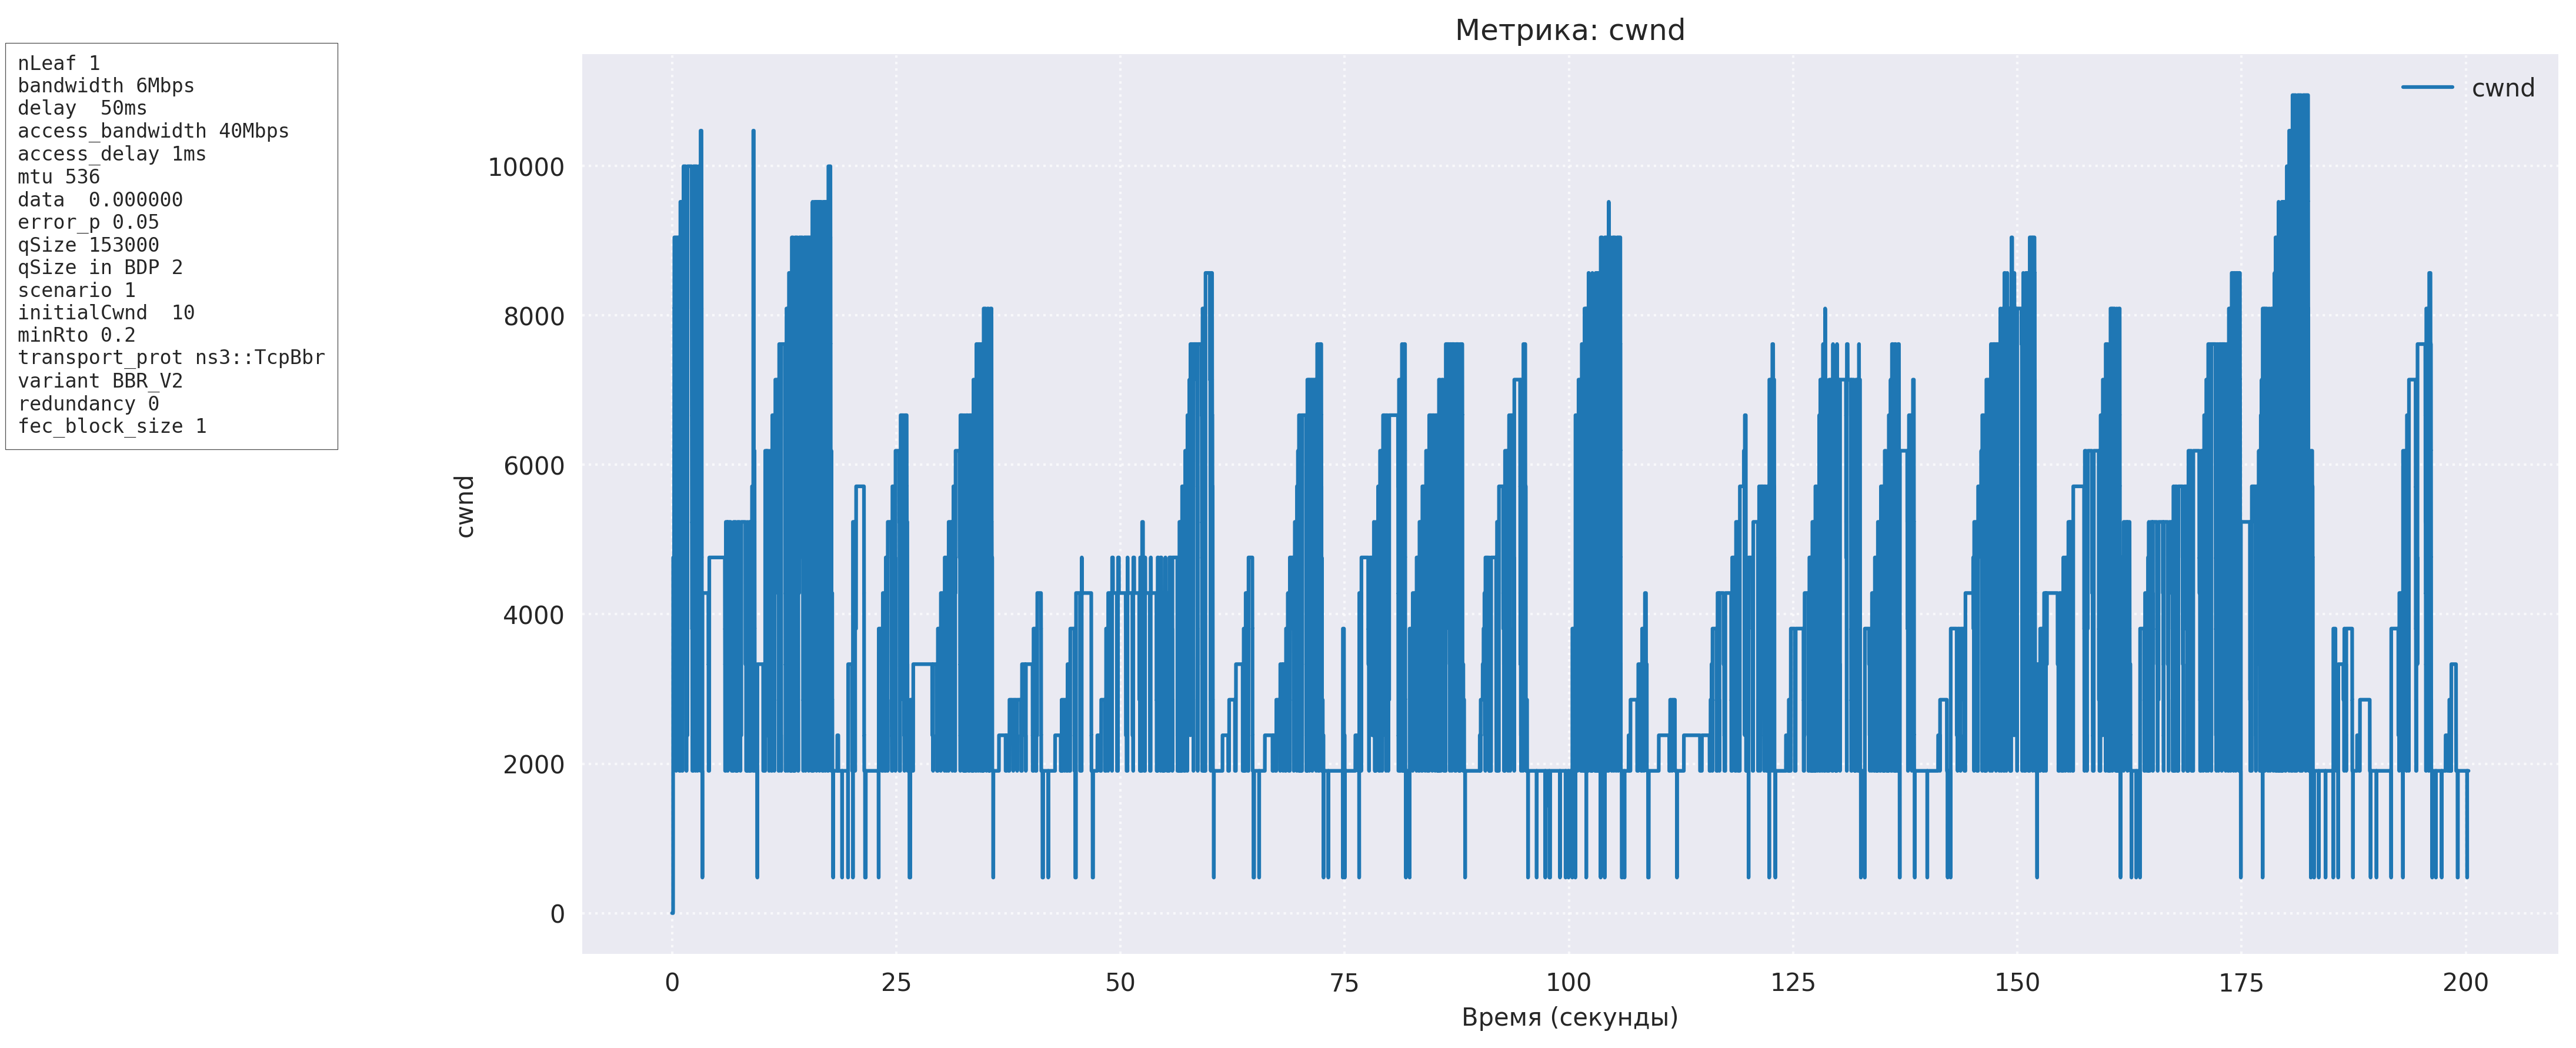 Метрика: cwnd
nLeaf 1
bandwidth 6Mbps
delay  50ms
access_bandwidth 40Mbps
access_delay 1ms
mtu 536
data  0.000000
error_p 0.05
qSize 153000
qSize in BDP 2
scenario 1
initialCwnd  10
minRto 0.2
transport_prot ns3::TcpBbr
variant BBR_V2
redundancy 0
fec_block_size 1
cwnd
10000
8000
6000
4000
2000
0
cwnd
0 25 50 75 100 125 150 175 200
Время (секунды)